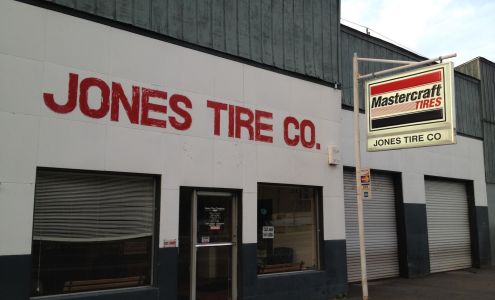 JONES TIRE CO.
Mastercraft
TIRES
JONES TIRE CO